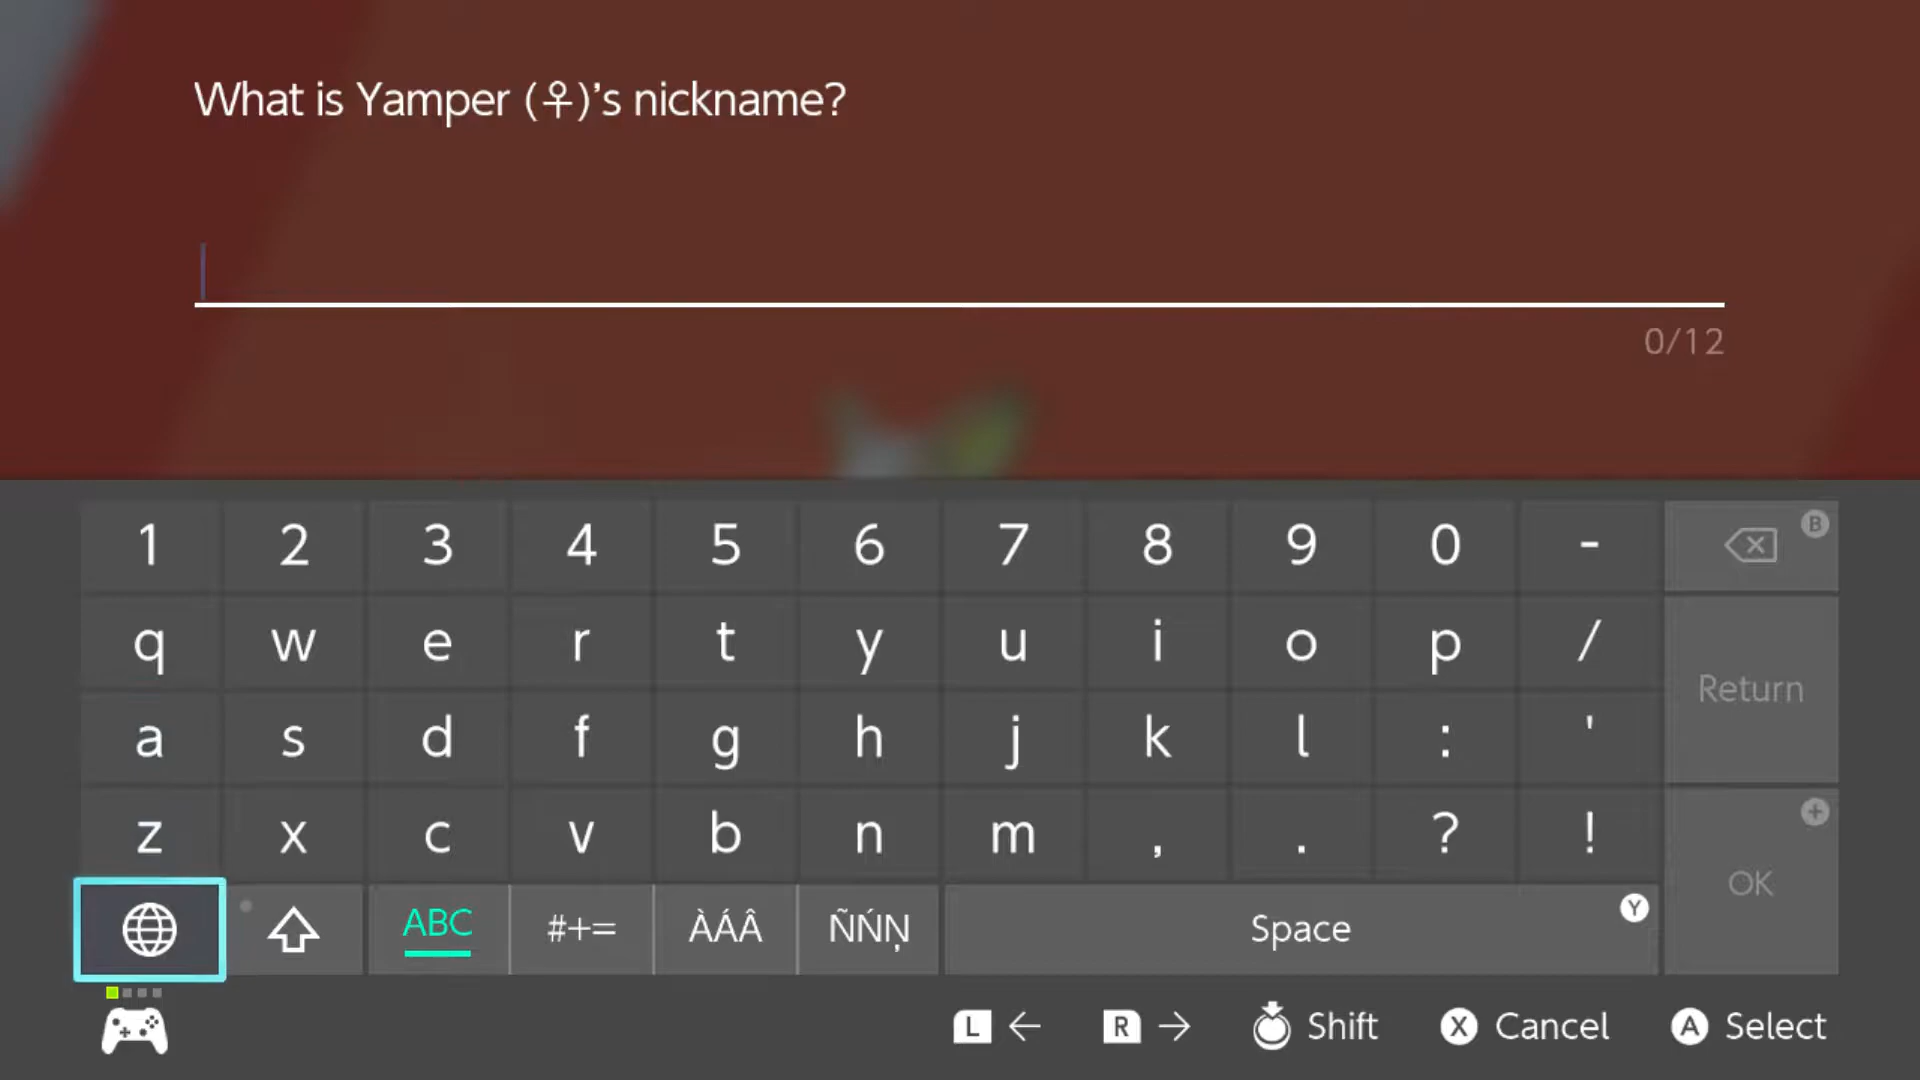 What is Yamper (♀)’s nickname?
0/12
1 2 3 4 5 6 7 8 9 0 - B
q w e r t y u i o p / Return
a s d f g h j k l : '
z x c v b n m , . ? ! + OK
ABC #+= ÀÁÂ ÑŃŅ Space Y
L ← R → Shift X Cancel A Select